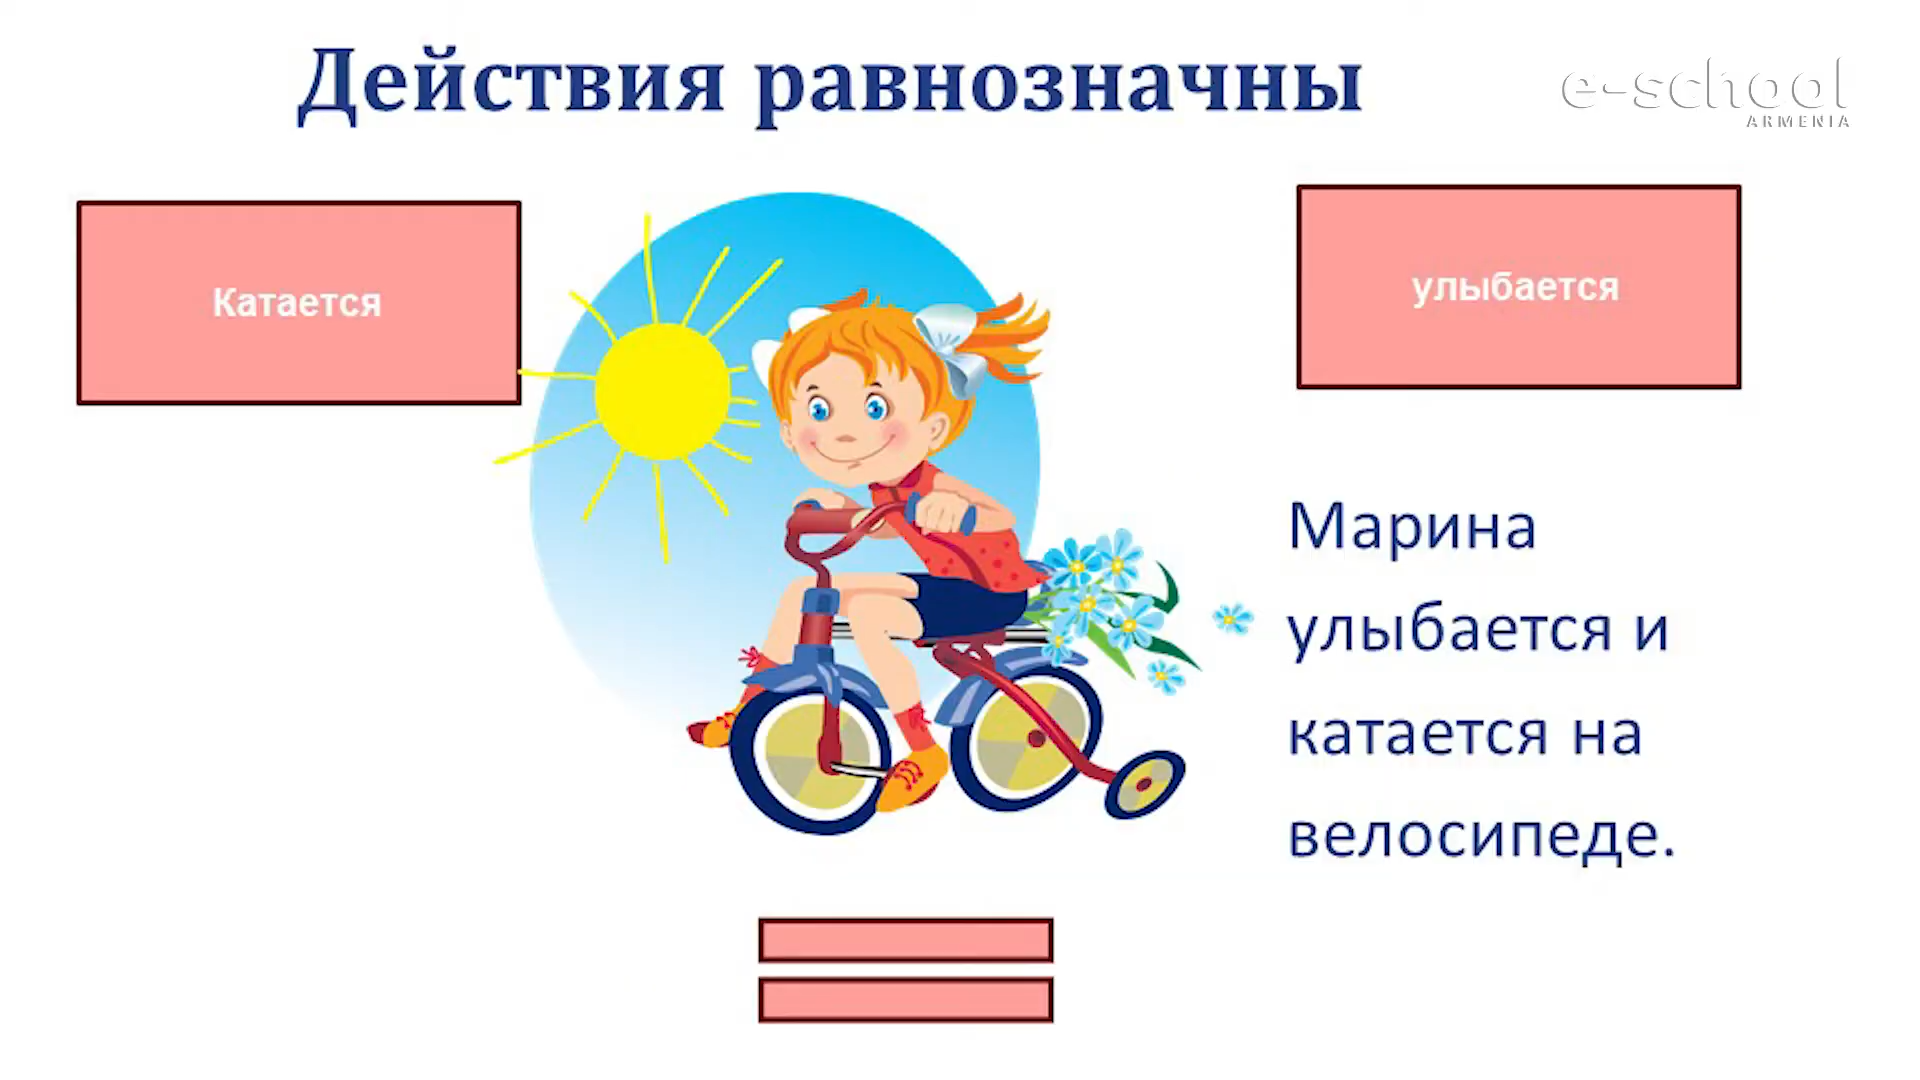 Действия равнозначны
e-school
ARMENIA
Катается
улыбается
Марина
улыбается и
катается на
велосипеде.